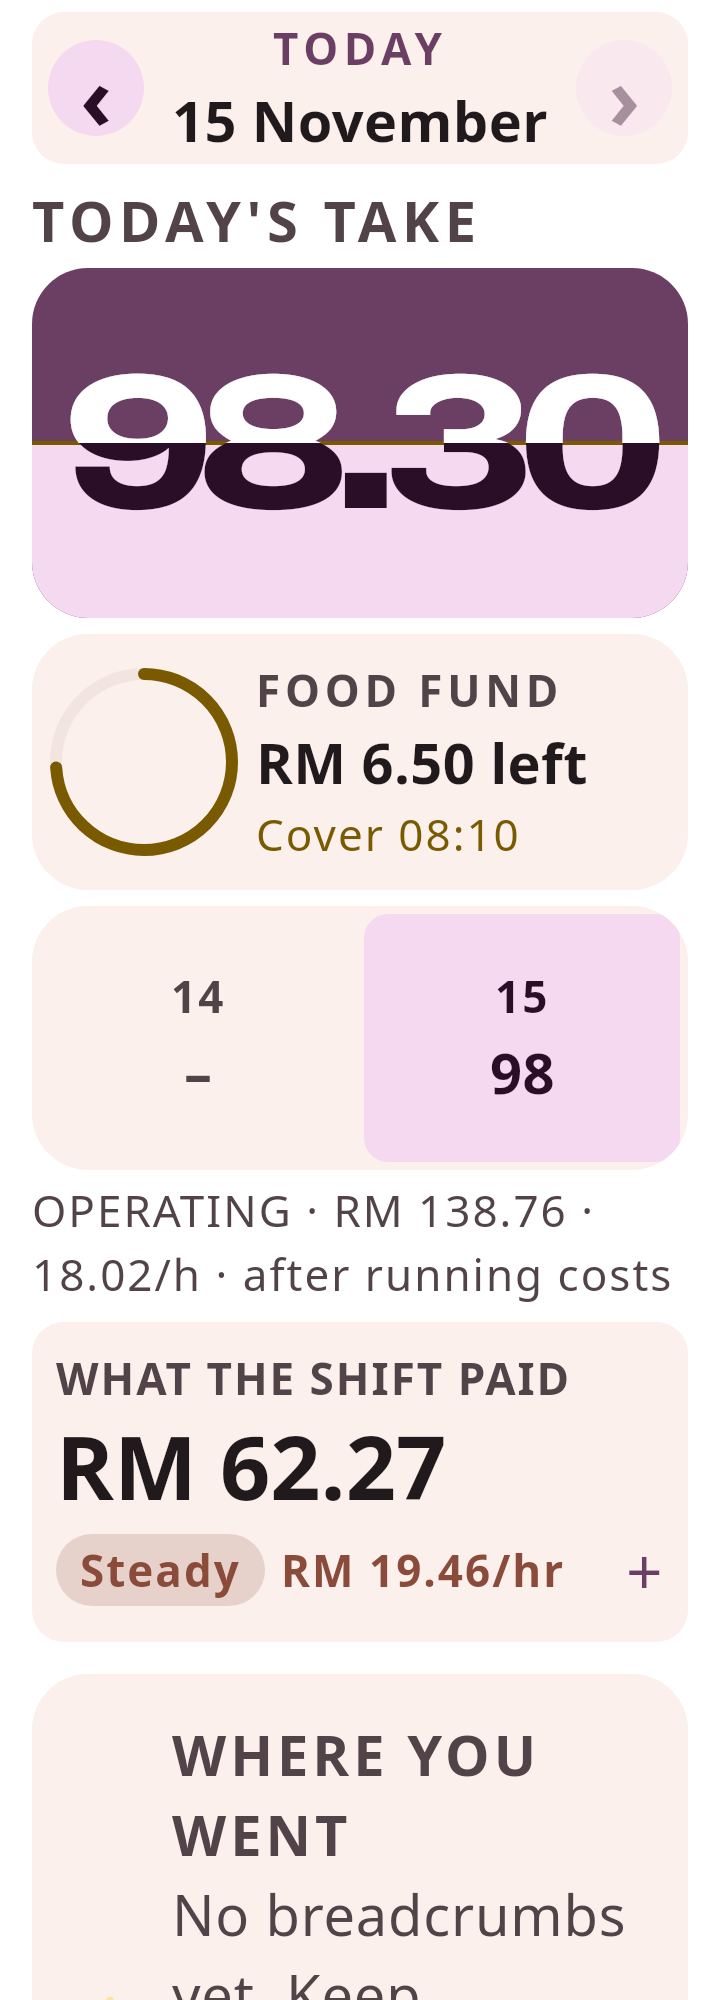 TODAY
‹
15 November
›
TODAY'S TAKE
98.30
FOOD FUND
RM 6.50 left
Cover 08:10
14
15
–
98
OPERATING · RM 138.76 ·
18.02/h · after running costs
WHAT THE SHIFT PAID
RM 62.27
Steady RM 19.46/hr +
WHERE YOU
WENT
No breadcrumbs
yet. Keep